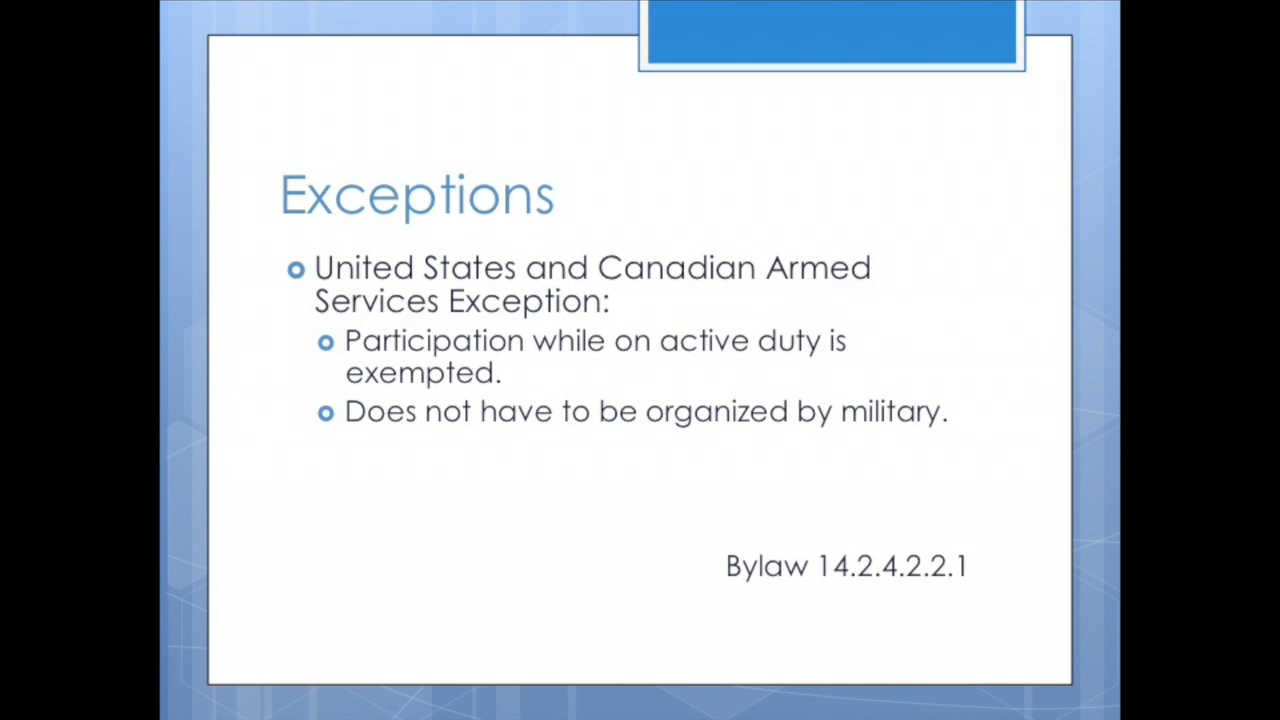 Exceptions
United States and Canadian Armed
Services Exception:
Participation while on active duty is
exempted.
Does not have to be organized by military.
Bylaw 14.2.4.2.2.1